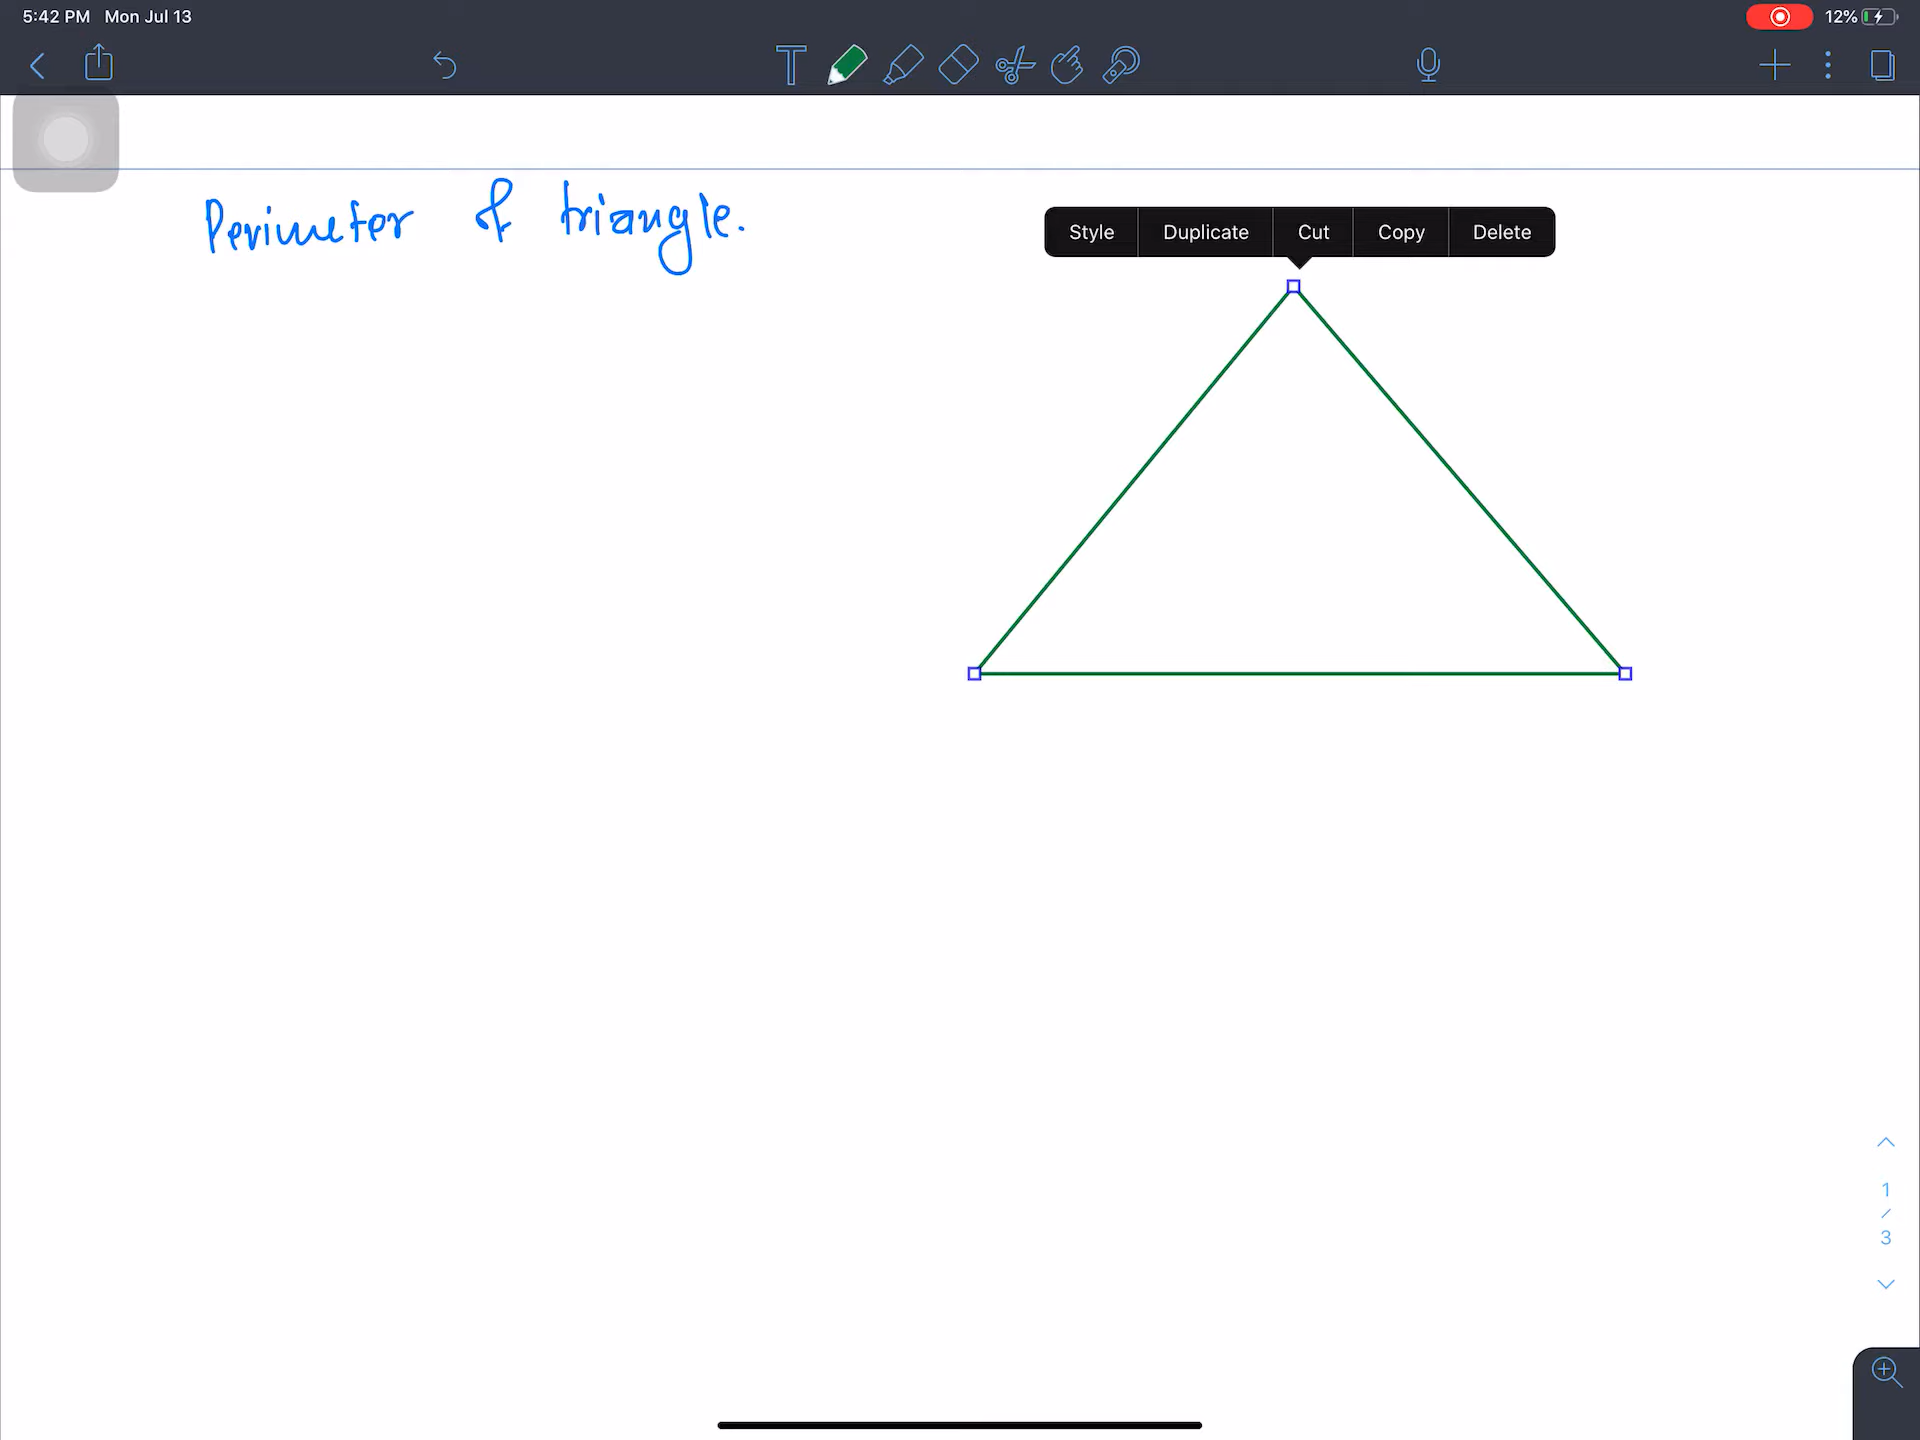 5:42 PM Mon Jul 13
12%
T
Perimeter of triangle.
Style Duplicate Cut Copy Delete
1
/
3